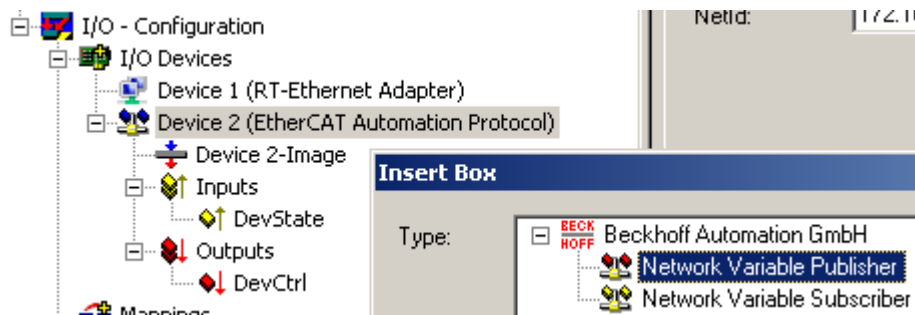 I/O - Configuration
I/O Devices
Device 1 (RT-Ethernet Adapter)
Device 2 (EtherCAT Automation Protocol)
Device 2-Image
Inputs
DevState
Outputs
DevCtrl
Mappings
NetId:
Insert Box
Type:
BECK
HOFF
Beckhoff Automation GmbH
Network Variable Publisher
Network Variable Subscriber